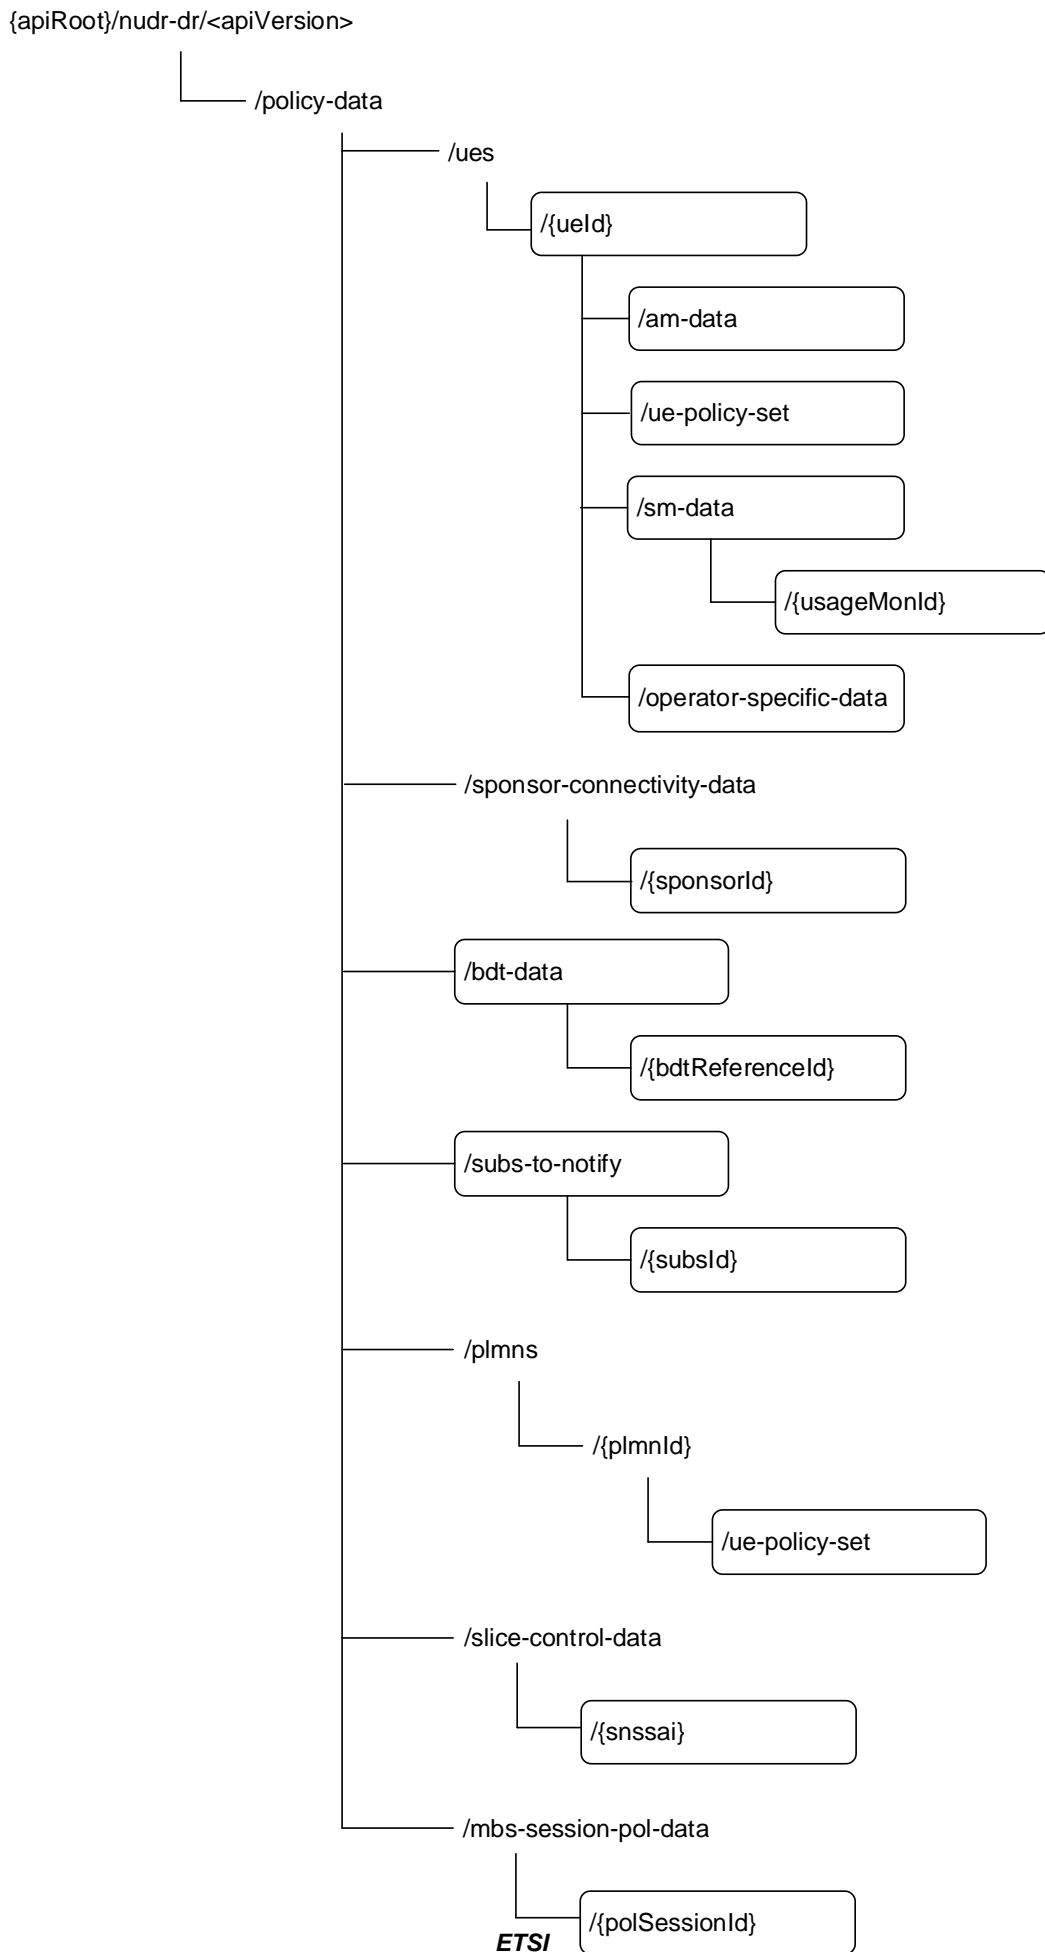 {apiRoot}/nudr-dr/<apiVersion>
/policy-data
/ues
/{ueId}
/am-data
/ue-policy-set
/sm-data
/{usageMonId}
/operator-specific-data
/sponsor-connectivity-data
/{sponsorId}
/bdt-data
/{bdtReferenceId}
/subs-to-notify
/{subsId}
/plmns
/{plmnId}
/ue-policy-set
/slice-control-data
/{snssai}
/mbs-session-pol-data
/{polSessionId}
ETSI